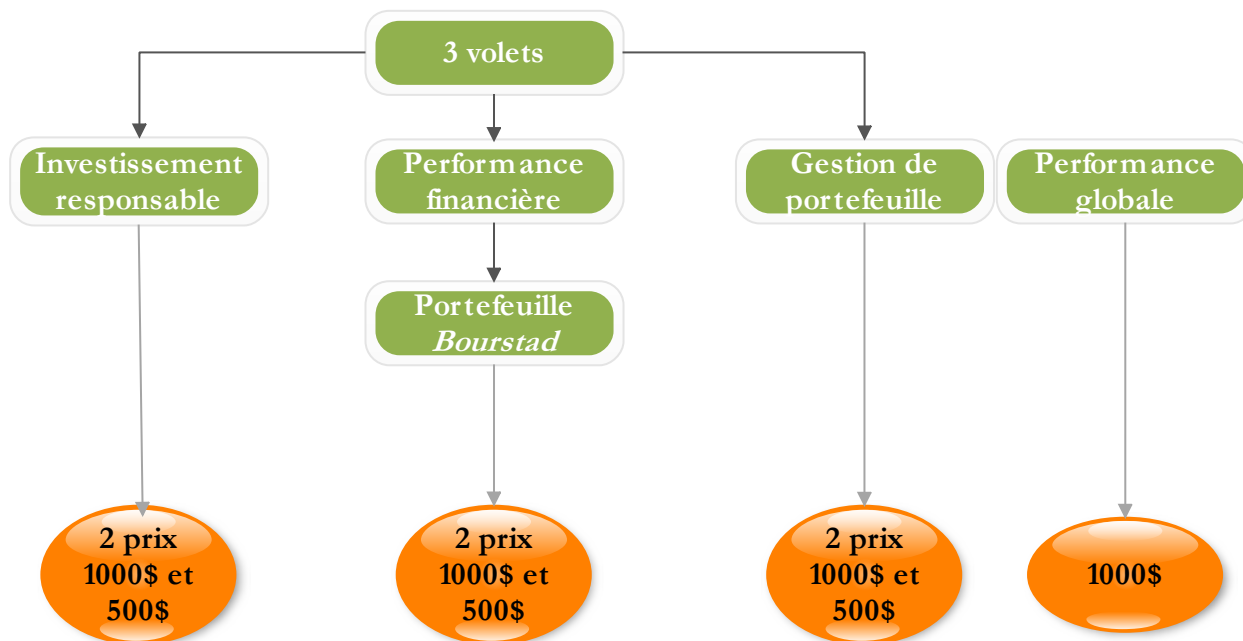 3 volets
Investissement
responsable
Performance
financière
Gestion de
portefeuille
Performance
globale
Portefeuille
Bourstad
2 prix
1000$ et
500$
2 prix
1000$ et
500$
2 prix
1000$ et
500$
1000$